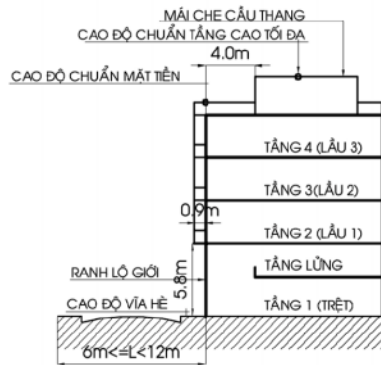 MÁI CHE CẦU THANG
CAO ĐỘ CHUẨN TẦNG CAO TỐI ĐA
4.0m
CAO ĐỘ CHUẨN MẶT TIỀN
TẦNG 4 (LẦU 3)
TẦNG 3(LẦU 2)
0.9m
TẦNG 2 (LẦU 1)
RANH LỘ GIỚI
5.8m
TẦNG LỬNG
CAO ĐỘ VĨA HÈ
TẦNG 1 (TRỆT)
6m<=L<12m